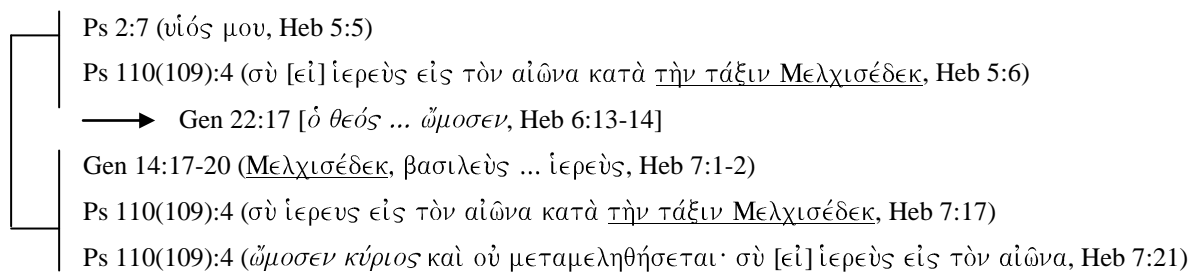 Ps 2:7 (υἱός μου, Heb 5:5)
Ps 110(109):4 (σὺ [εἶ] ἱερεὺς εἰς τὸν αἰῶνα κατὰ τὴν τάξιν Μελχισέδεκ, Heb 5:6)
Gen 22:17 [ὁ θεός ... ὤμοσεν, Heb 6:13-14]
Gen 14:17-20 (Μελχισέδεκ, βασιλεὺς ... ἱερεὺς, Heb 7:1-2)
Ps 110(109):4 (σὺ ἱερευς εἰς τὸν αἰῶνα κατὰ τὴν τάξιν Μελχισέδεκ, Heb 7:17)
Ps 110(109):4 (ὤμοσεν κύριος καὶ οὐ μεταμεληθήσεται· σὺ [εἶ] ἱερεὺς εἰς τὸν αἰῶνα, Heb 7:21)